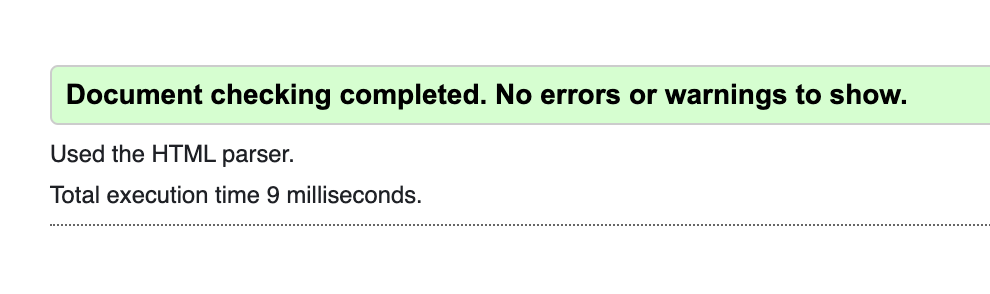 Document checking completed. No errors or warnings to show.
Used the HTML parser.
Total execution time 9 milliseconds.